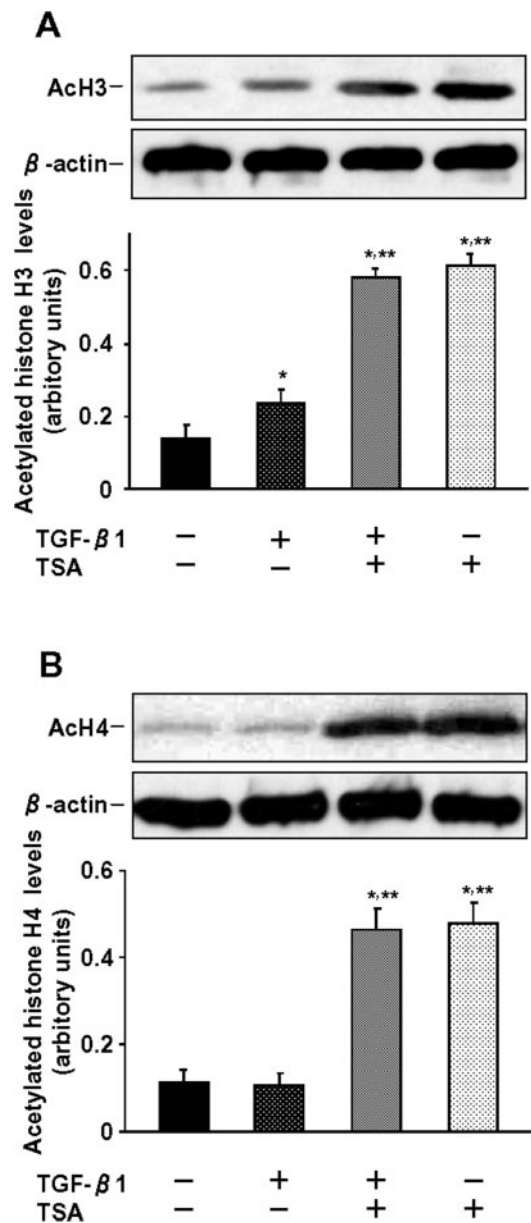 A
AcH3–
β-actin–
Acetylated histone H3 levels
(arbitory units)
*,** *,**
0.6
0.4
*
0.2
0
TGF-β1 – + + –
TSA – – + +
B
AcH4–
β-actin–
Acetylated histone H4 levels
(arbitory units)
0.6
*,** *,**
0.4
0.2
0
TGF-β1 – + + –
TSA – – + +